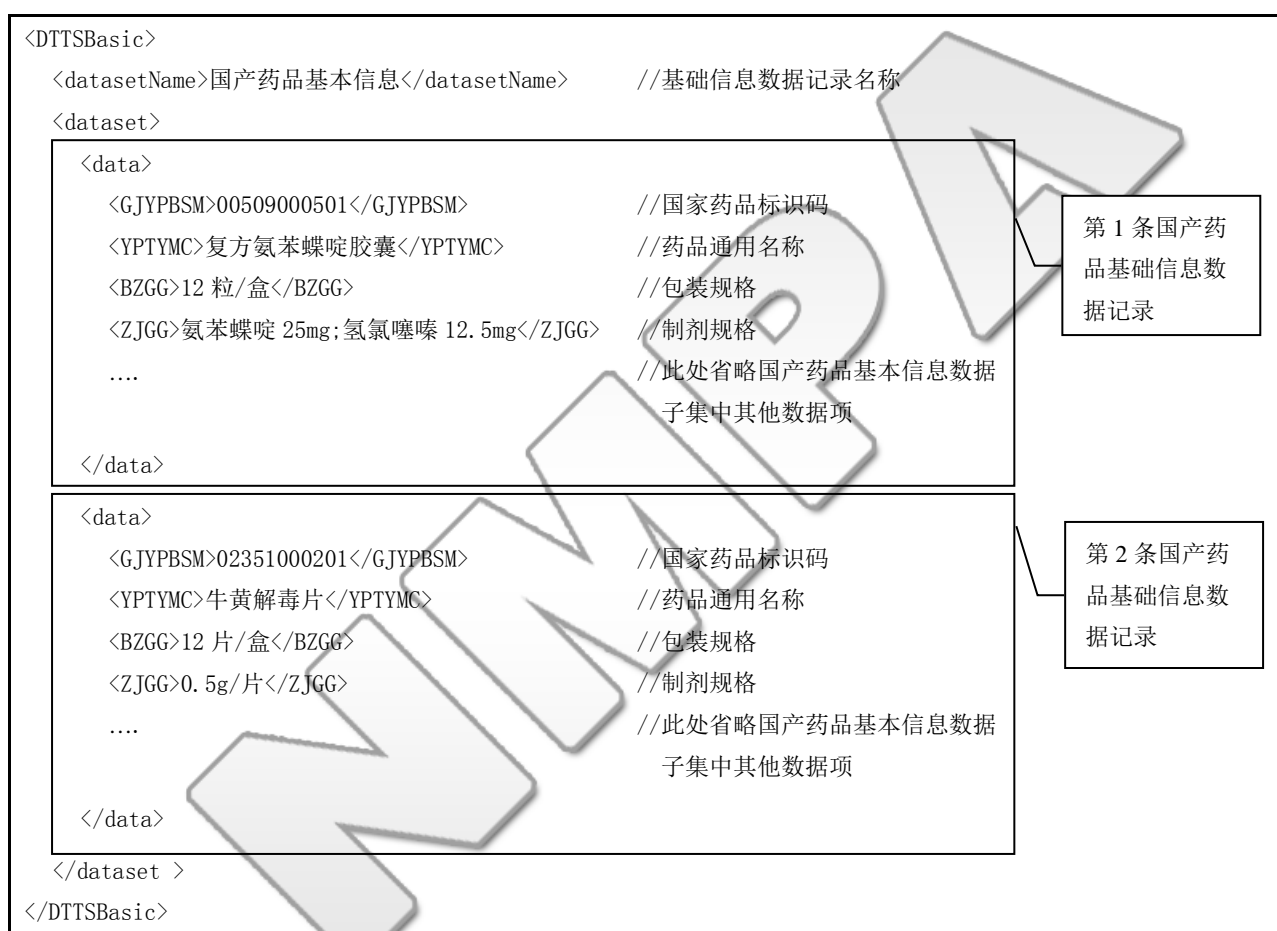 <DTTSBasic>
<datasetName>国产药品基本信息</datasetName> //基础信息数据记录名称
<dataset>
<data>
<GJYPBSM>00509000501</GJYPBSM> //国家药品标识码
<YPTYMC>复方氨苯蝶啶胶囊</YPTYMC> //药品通用名称
<BZGG>12 粒/盒</BZGG> //包装规格
<ZJGG>氨苯蝶啶 25mg;氢氯噻嗪 12.5mg</ZJGG> //制剂规格
.... //此处省略国产药品基本信息数据
子集中其他数据项
</data>
第 1 条国产药
品基础信息数
据记录
<data>
<GJYPBSM>02351000201</GJYPBSM> //国家药品标识码
<YPTYMC>牛黄解毒片</YPTYMC> //药品通用名称
<BZGG>12 片/盒</BZGG> //包装规格
<ZJGG>0.5g/片</ZJGG> //制剂规格
.... //此处省略国产药品基本信息数据
子集中其他数据项
</data>
第 2 条国产药
品基础信息数
据记录
</dataset >
</DTTSBasic>
NMPA